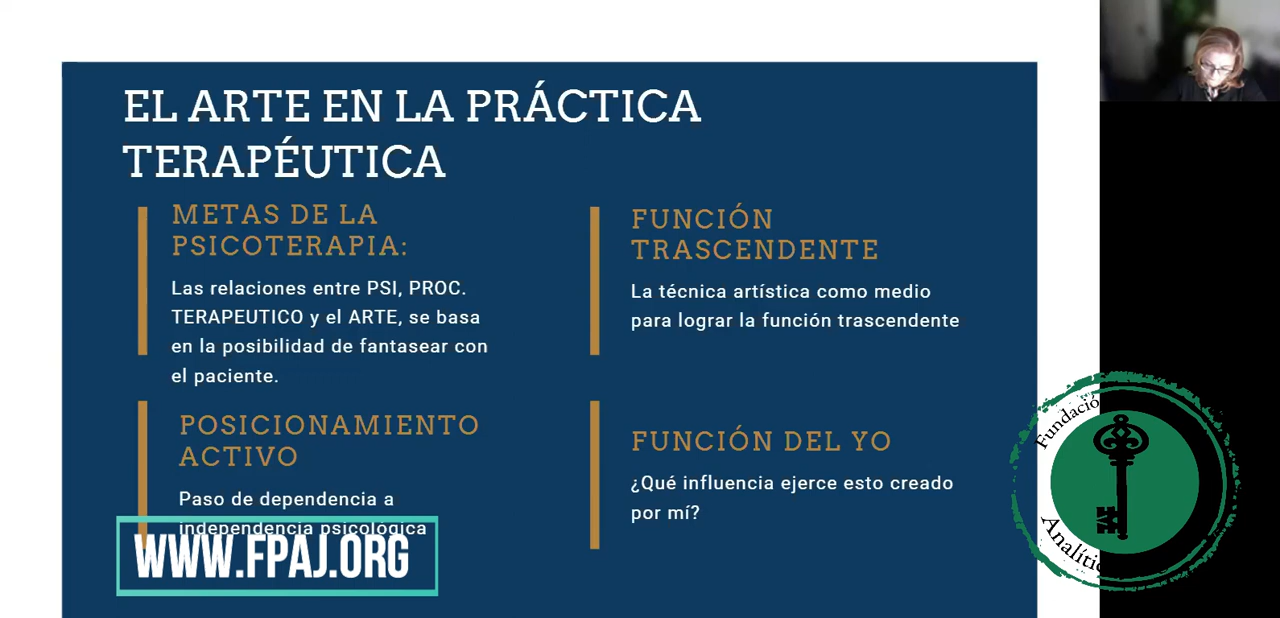 EL ARTE EN LA PRÁCTICA
TERAPÉUTICA
METAS DE LA
PSICOTERAPIA:
Las relaciones entre PSI, PROC.
TERAPEUTICO y el ARTE, se basa
en la posibilidad de fantasear con
el paciente.
FUNCIÓN
TRASCENDENTE
La técnica artística como medio
para lograr la función trascendente
POSICIONAMIENTO
ACTIVO
Paso de dependencia a
independencia psicológica
FUNCIÓN DEL YO
¿Qué influencia ejerce esto creado
por mí?
WWW.FPAJ.ORG
Fundació
Analític